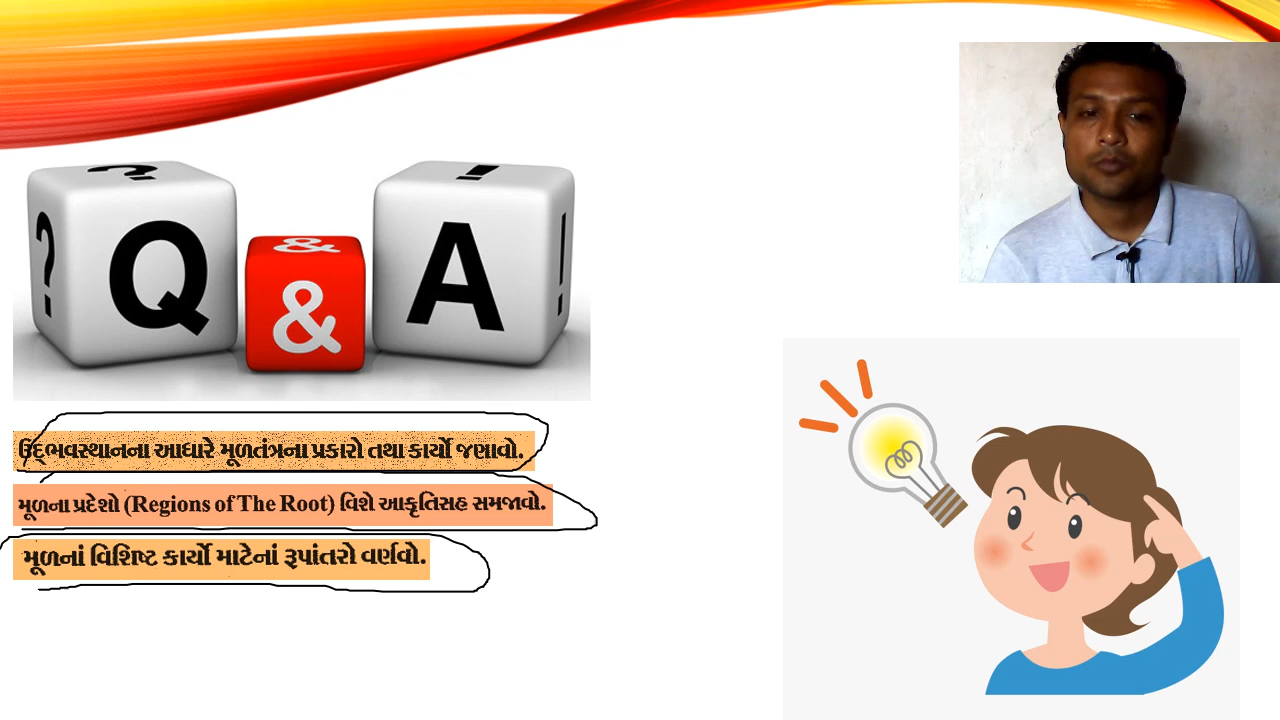 ? ! 
? Q & & A !
ઉદ્‌ભવસ્થાનના આધારે મૂળતંત્રના પ્રકારો તથા કાર્યો જણાવો.
મૂળના પ્રદેશો (Regions of The Root) વિશે આકૃતિસહ સમજાવો.
મૂળનાં વિશિષ્ટ કાર્યો માટેનાં રૂપાંતરો વર્ણવો.